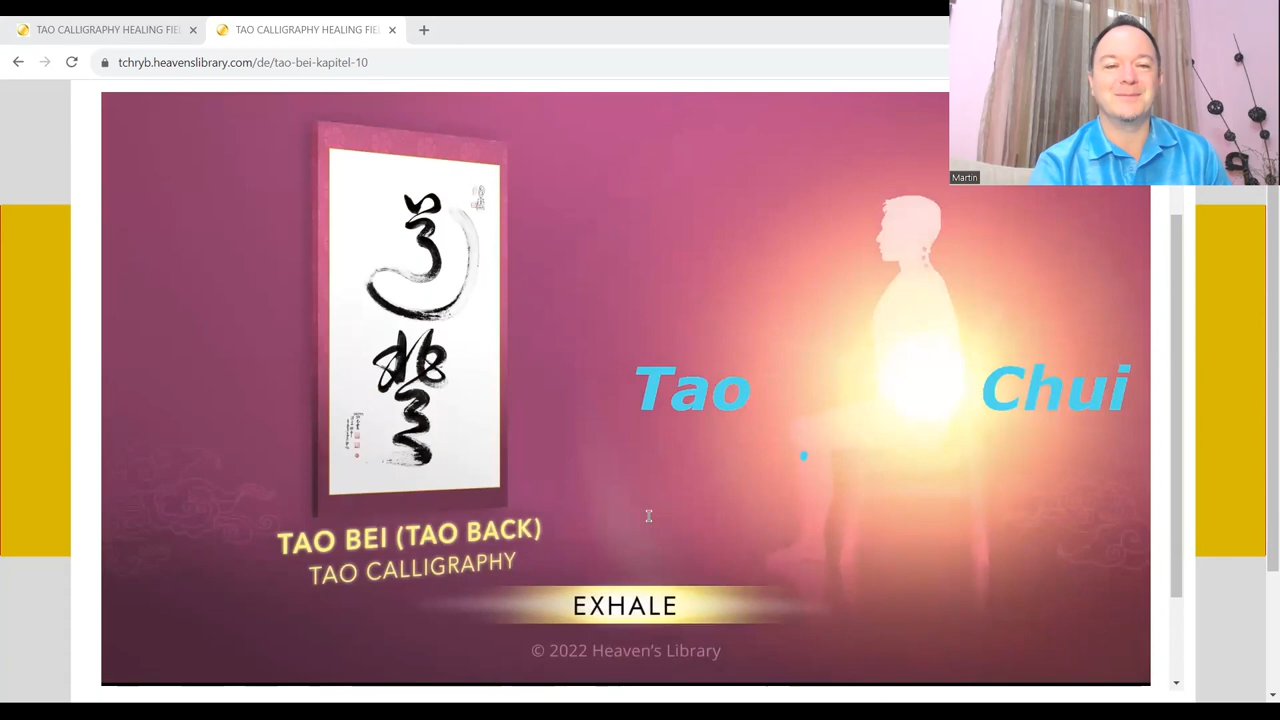 TAO CALLIGRAPHY HEALING FIE
TAO CALLIGRAPHY HEALING FIE
tchryb.heavenslibrary.com/de/tao-bei-kapitel-10
Martin
Tao Chui
TAO BEI (TAO BACK)
TAO CALLIGRAPHY
EXHALE
© 2022 Heaven's Library